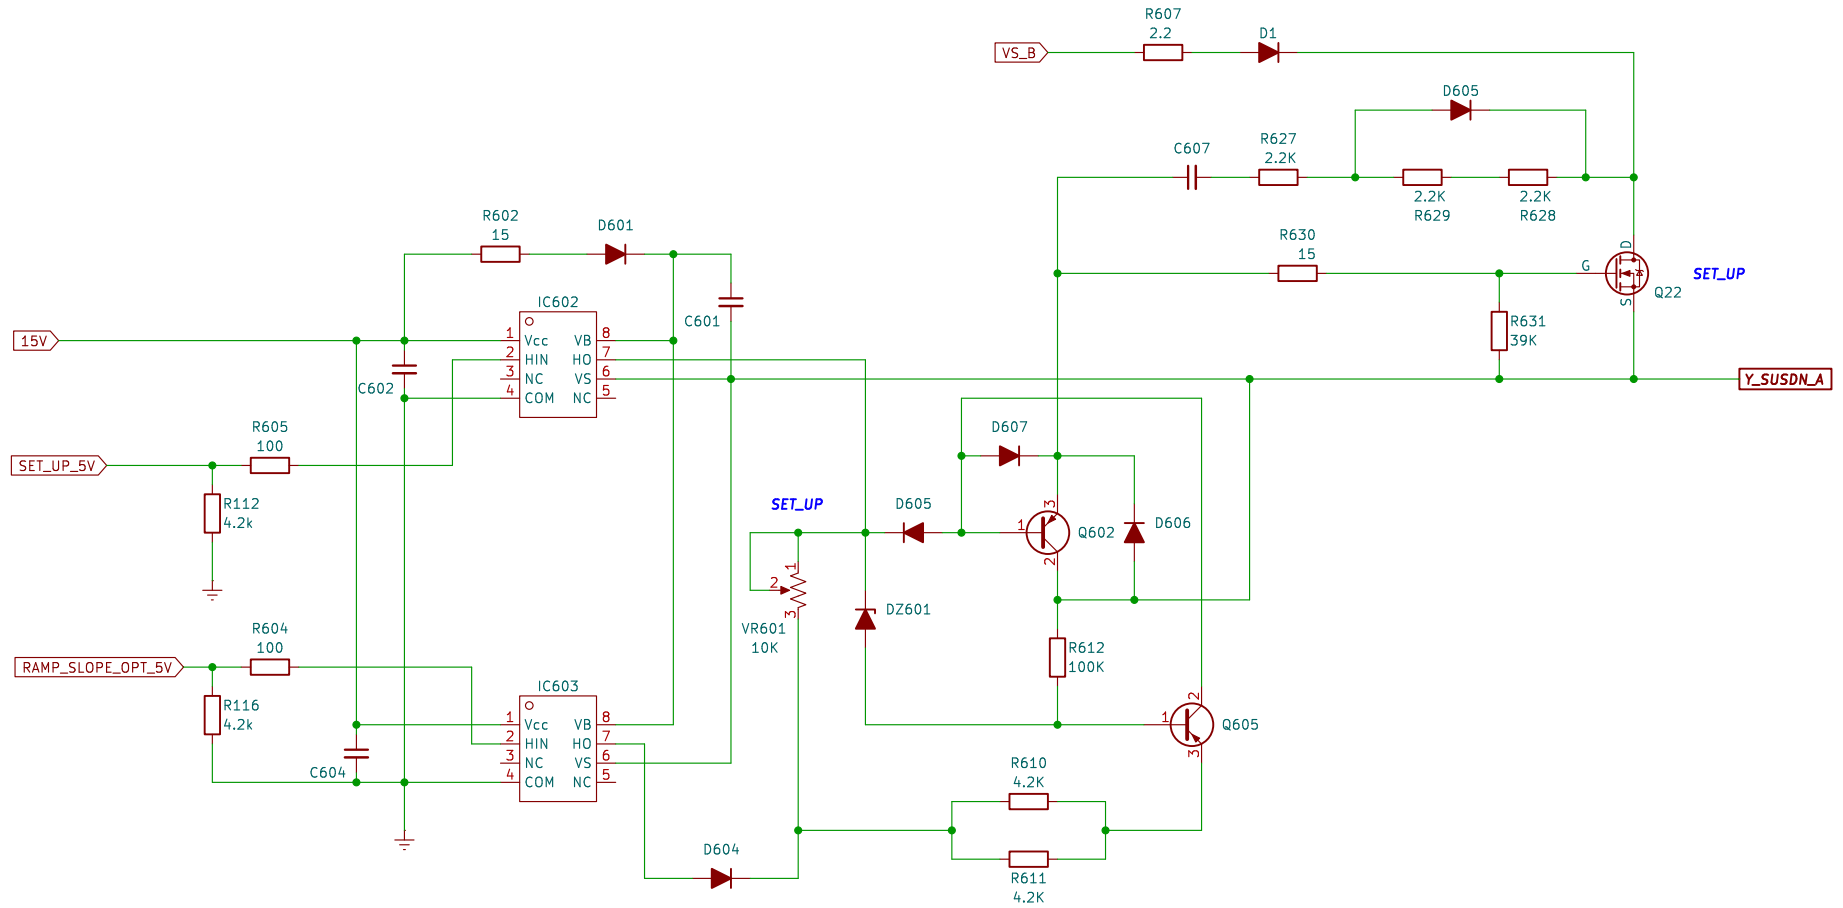 R607
2.2
D1
VS_B
D605
C607
R627
2.2K
2.2K
R629
2.2K
R628
R602
15
D601
R630
15
D
G
S
SET_UP
Q22
IC602
C601
R631
39K
15V
1 Vcc VB 8
2 HIN HO 7
3 NC VS 6
4 COM NC 5
C602
Y_SUSDN_A
R605
100
D607
SET_UP_5V
R112
4.2k
SET_UP
D605
1
3
2
Q602
D606
1
2
3
VR601
10K
DZ601
R604
100
R612
100K
RAMP_SLOPE_OPT_5V
R116
4.2k
IC603
1 Vcc VB 8
2 HIN HO 7
3 NC VS 6
4 COM NC 5
C604
2
1
3
Q605
R610
4.2K
D604
R611
4.2K